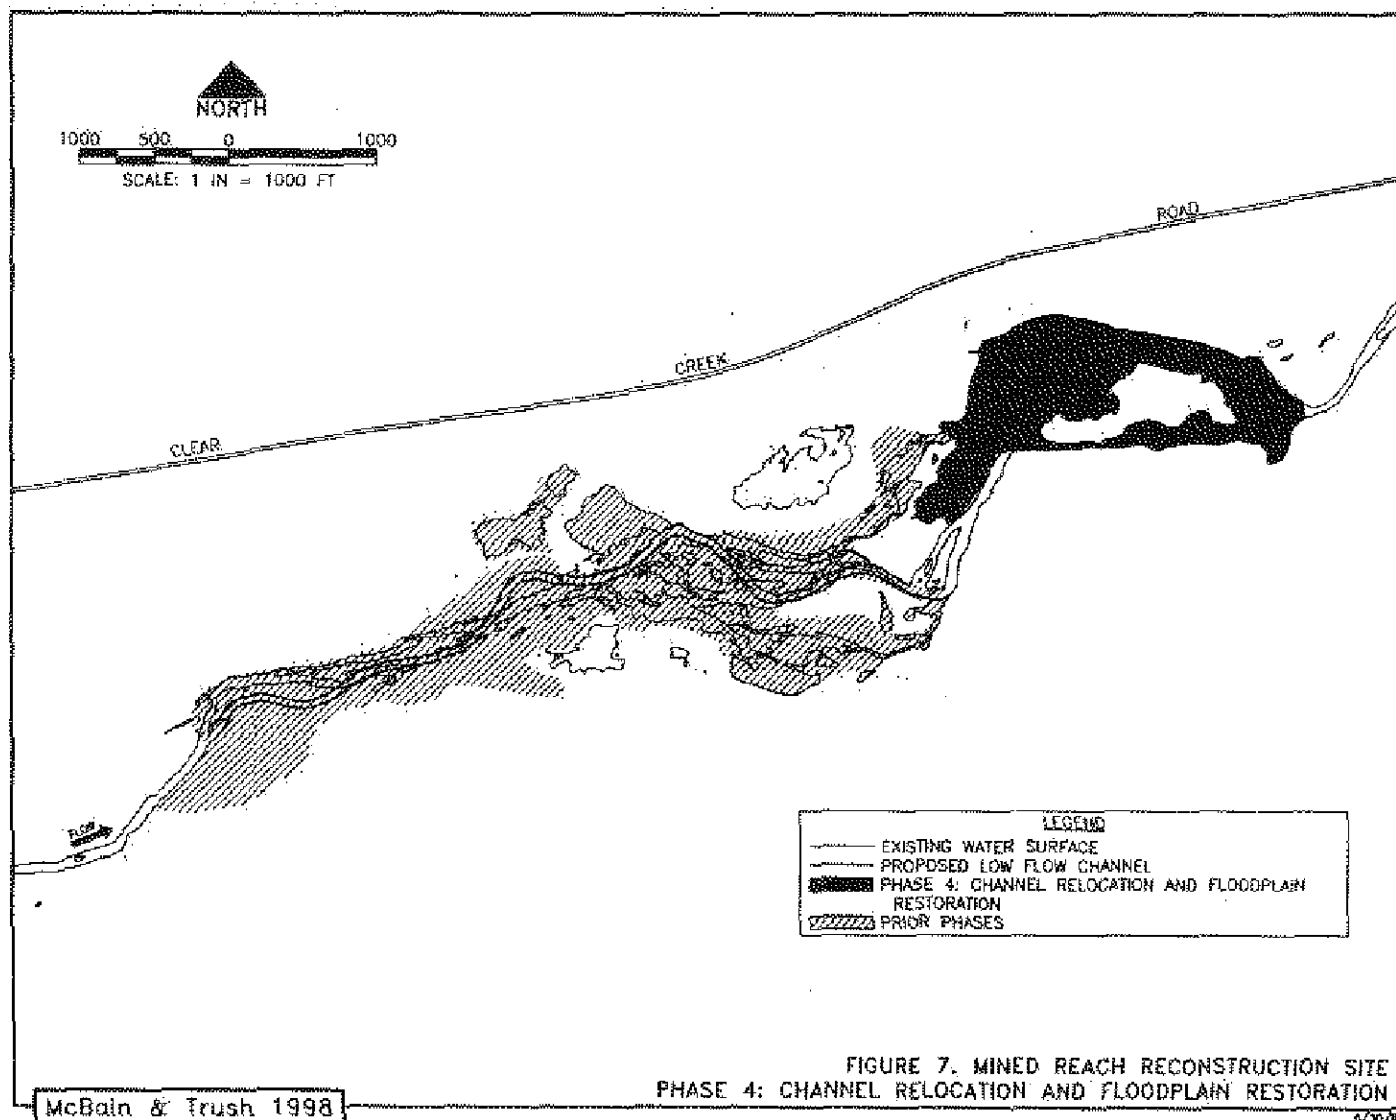 NORTH
1000 500 0 1000
SCALE: 1 IN = 1000 FT
ROAD
CREEK
CLEAR
FLOW
LEGEND
EXISTING WATER SURFACE
PROPOSED LOW FLOW CHANNEL
PHASE 4: CHANNEL RELOCATION AND FLOODPLAIN
RESTORATION
PRIOR PHASES
FIGURE 7. MINED REACH RECONSTRUCTION SITE
PHASE 4: CHANNEL RELOCATION AND FLOODPLAIN RESTORATION
McBain & Trush 1998